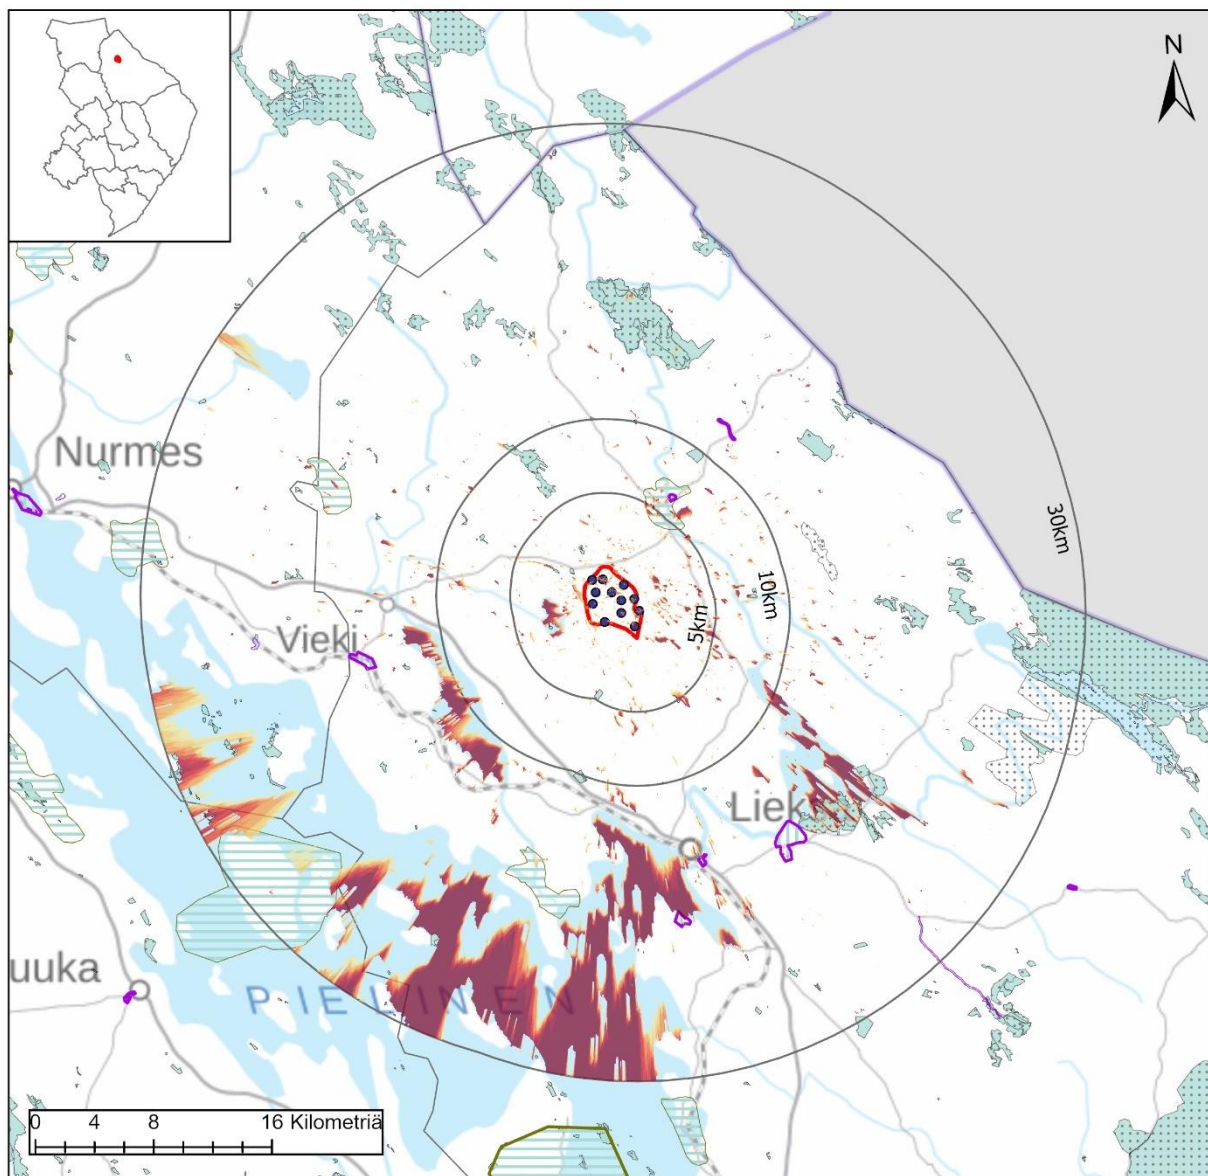 N
Nurmes
30km
10km
5km
Vieki
Liek
uuka
PIELINEN
0 4 8 16 Kilometriä